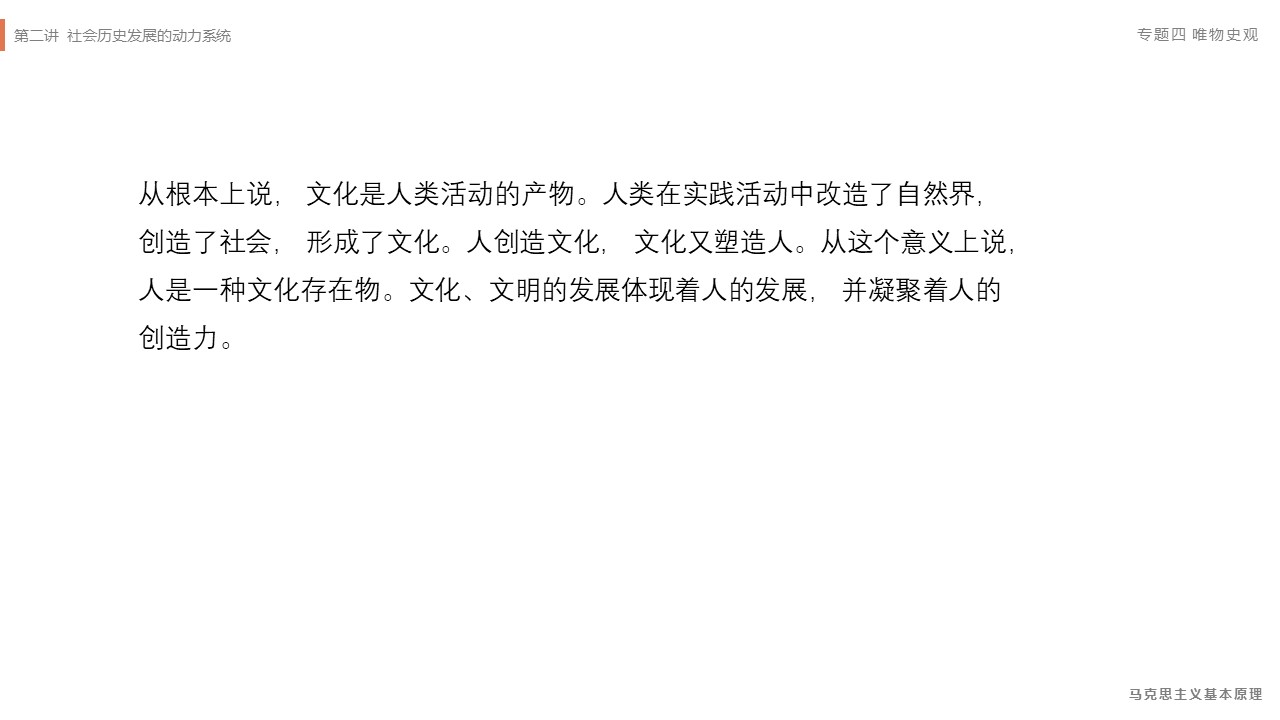 第二讲 社会历史发展的动力系统
专题四 唯物史观
从根本上说， 文化是人类活动的产物。人类在实践活动中改造了自然界，
创造了社会， 形成了文化。人创造文化， 文化又塑造人。从这个意义上说，
人是一种文化存在物。文化、文明的发展体现着人的发展， 并凝聚着人的
创造力。
马克思主义基本原理